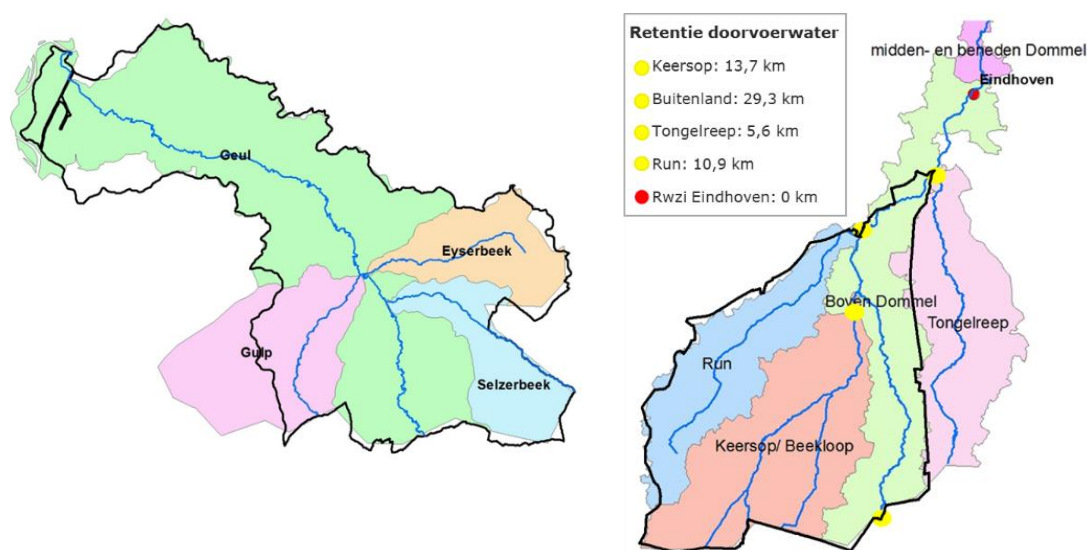 Geul
Eyserbeek
Gulp
Selzerbeek
Retentie doorvoerwater
Keersop: 13,7 km
Buitenland: 29,3 km
Tongelreep: 5,6 km
Run: 10,9 km
Rwzi Eindhoven: 0 km
midden- en beneden Dommel
Eindhoven
Boven Dommel
Tongelreep
Run
Keersop/ Beekloop